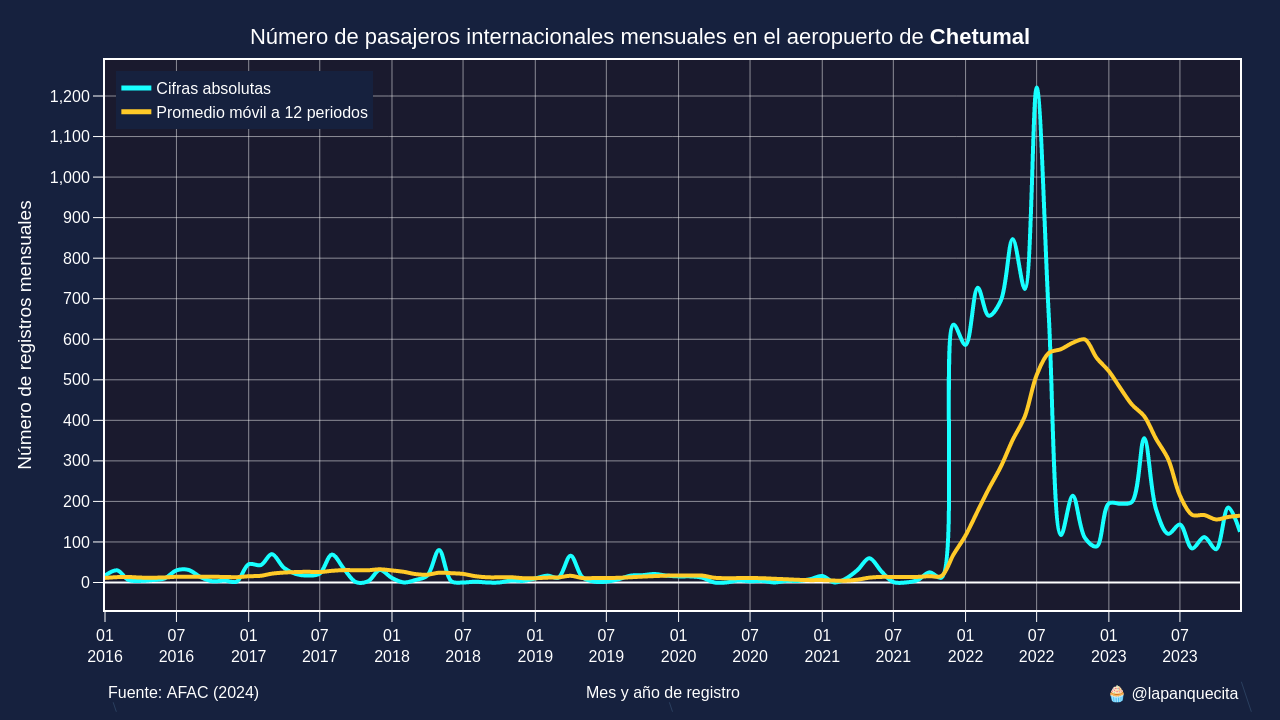 Número de pasajeros internacionales mensuales en el aeropuerto de Chetumal
Cifras absolutas
Promedio móvil a 12 periodos
Número de registros mensuales
1,200
1,100
1,000
900
800
700
600
500
400
300
200
100
0
01 07 01 07 01 07 01 07 01 07 01 07 01 07 01 07
2016 2016 2017 2017 2018 2018 2019 2019 2020 2020 2021 2021 2022 2022 2023 2023
Fuente: AFAC (2024) Mes y año de registro 🧁 @lapanquecita